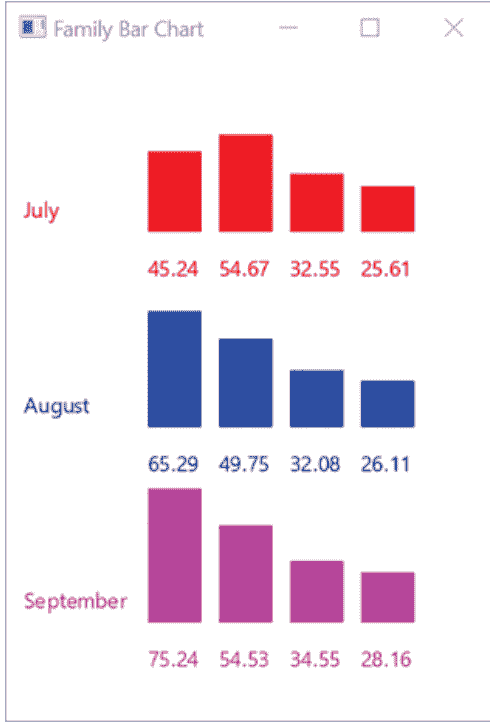 Family Bar Chart
July
45.24 54.67 32.55 25.61
August
65.29 49.75 32.08 26.11
September
75.24 54.53 34.55 28.16